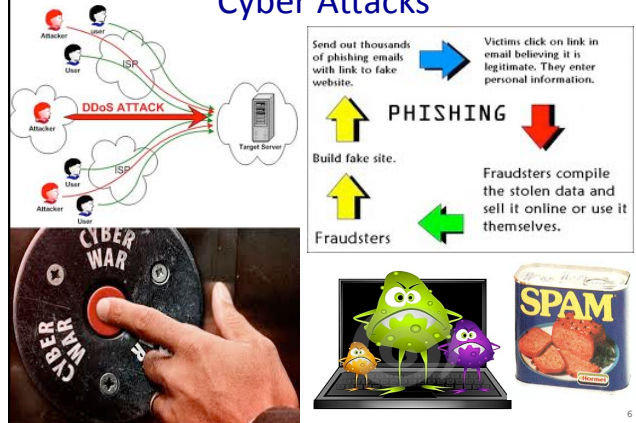 Cyber Attacks
Attacker
user
User
ISP
DDoS ATTACK
Attacker
Target Server
User
ISP
Attacker
User
Send out thousands
of phishing emails
with link to fake
website.
Victims click on link in
email believing it is
legitimate. They enter
personal information.
PHISHING
Build fake site.
Fraudsters compile
the stolen data and
sell it online or use it
themselves.
Fraudsters
CYBER
WAR
CYBER
WAR
SPAM
Hormel
6